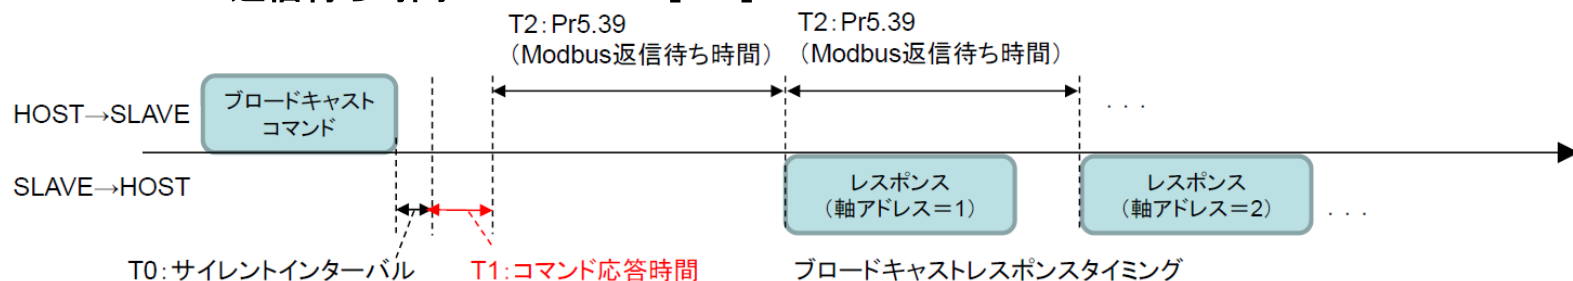 T2:Pr5.39
（Modbus返信待ち時間）
T2:Pr5.39
（Modbus返信待ち時間）
HOST→SLAVE
ブロードキャスト
コマンド
. . .
SLAVE→HOST
レスポンス
（軸アドレス＝1）
レスポンス
（軸アドレス＝2）
. . .
T0:サイレントインターバル
T1:コマンド応答時間
ブロードキャストレスポンスタイミング